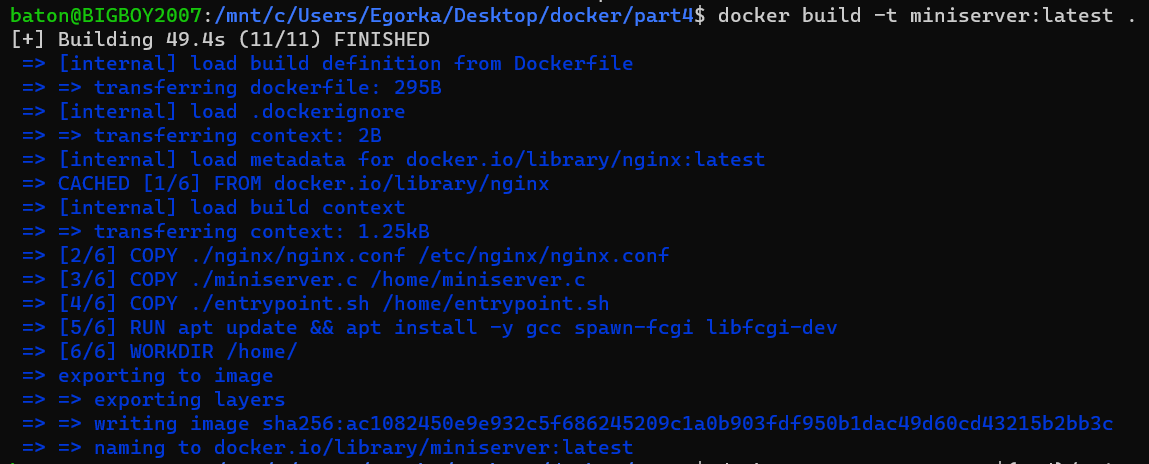 baton@BIGBOY2007:/mnt/c/Users/Egorka/Desktop/docker/part4$ docker build -t miniserver:latest .
[+] Building 49.4s (11/11) FINISHED
=> [internal] load build definition from Dockerfile
=> => transferring dockerfile: 295B
=> [internal] load .dockerignore
=> => transferring context: 2B
=> [internal] load metadata for docker.io/library/nginx:latest
=> CACHED [1/6] FROM docker.io/library/nginx
=> [internal] load build context
=> => transferring context: 1.25kB
=> [2/6] COPY ./nginx/nginx.conf /etc/nginx/nginx.conf
=> [3/6] COPY ./miniserver.c /home/miniserver.c
=> [4/6] COPY ./entrypoint.sh /home/entrypoint.sh
=> [5/6] RUN apt update && apt install -y gcc spawn-fcgi libfcgi-dev
=> [6/6] WORKDIR /home/
=> exporting to image
=> => exporting layers
=> => writing image sha256:ac1082450e9e932c5f686245209c1a0b903fdf950b1dac49d60cd43215b2bb3c
=> => naming to docker.io/library/miniserver:latest